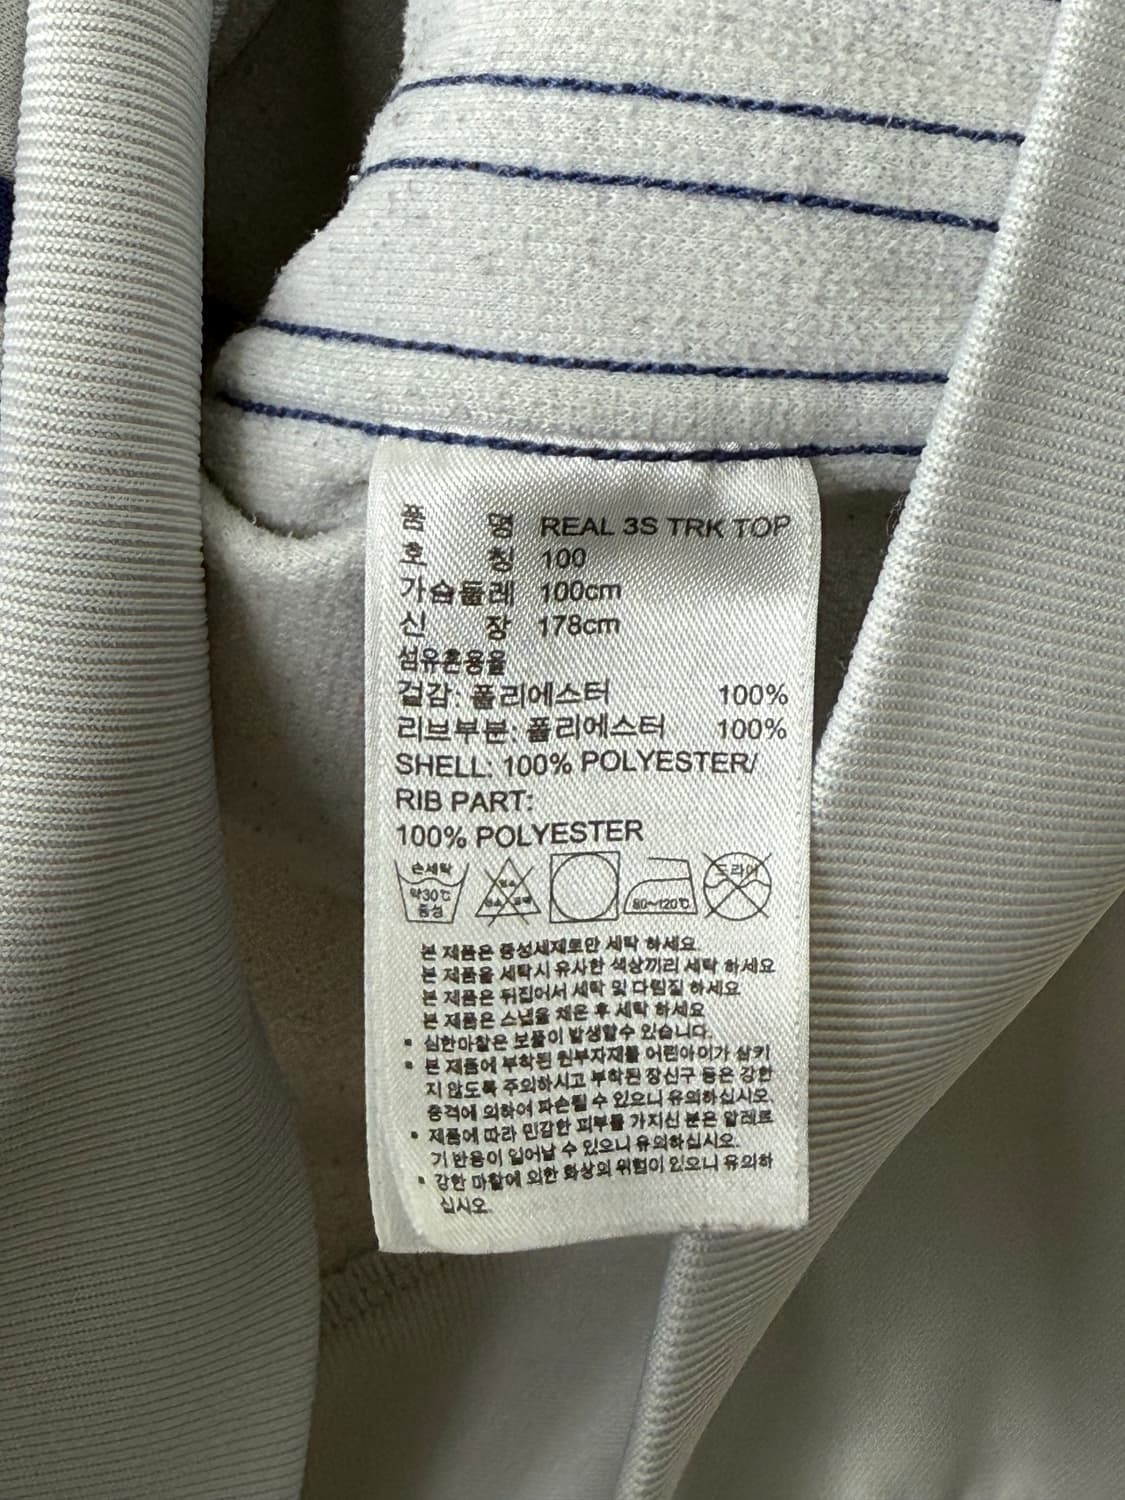 품 명 REAL 3S TRK TOP
호 칭 100
가슴둘레 100cm
신 장 178cm
섬유혼용율
겉감: 폴리에스터 100%
리브부분: 폴리에스터 100%
SHELL: 100% POLYESTER/
RIB PART:
100% POLYESTER
손세탁 약30℃ 중성
80~120℃
드라이
본 제품은 중성세제로만 세탁 하세요.
본 제품을 세탁시 유사한 색상끼리 세탁 하세요
본 제품은 뒤집어서 세탁 및 다림질 하세요
본 제품은 스냅을 채운 후 세탁 하세요
▪ 심한마찰은 보풀이 발생할수 있습니다.
▪ 본 제품에 부착된 원부자재를 어린아이가 삼키
지 않도록 주의하시고 부착된 장신구 등은 강한
충격에 의하여 파손될 수 있으니 유의하십시오.
▪ 제품에 따라 민감한 피부를 가지신 분은 알레르
기 반응이 일어날 수 있으니 유의하십시오.
▪ 강한 마찰에 의한 화상의 위험이 있으니 유의하
십시오.